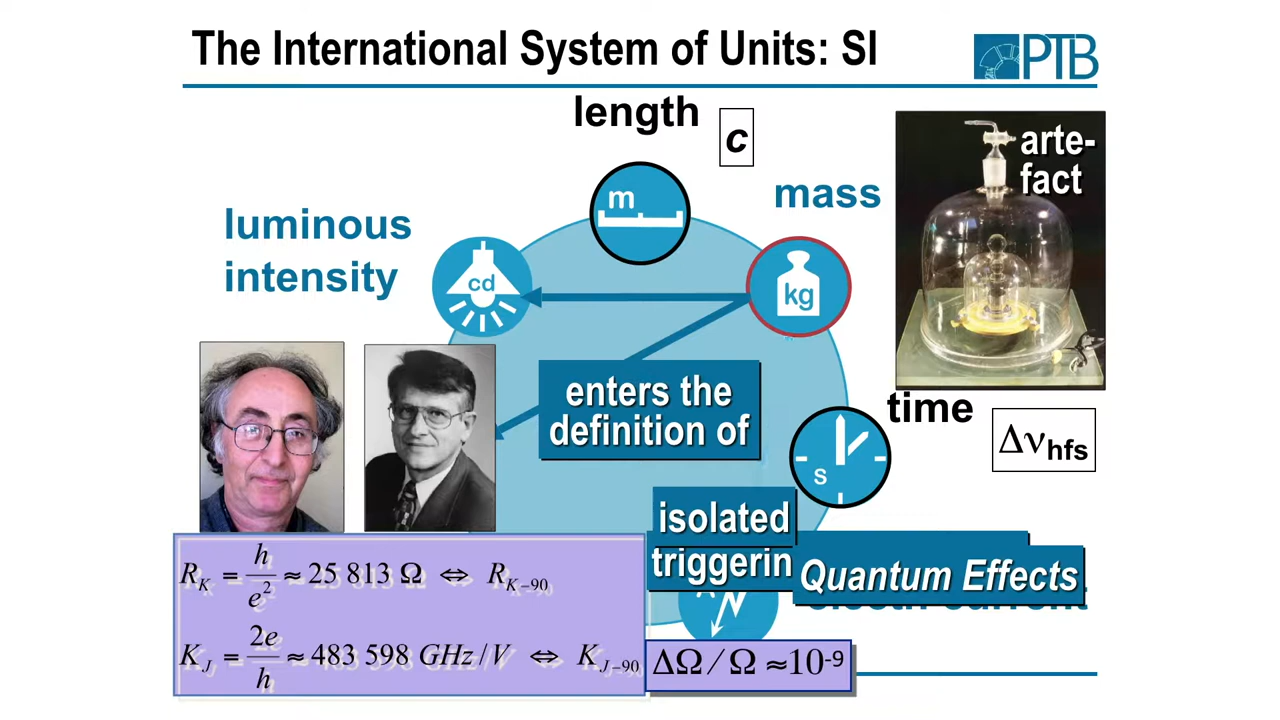 The International System of Units: SI
PTB
length
c
m
mass
arte-
fact
luminous
intensity
cd
kg
enters the
definition of
time
Δνhfs
s
isolated
triggerin
Quantum Effects
A
R_K = h/e² ≈ 25 813 Ω ⇔ R_K−90
K_J = 2e/h ≈ 483 598 GHz/V ⇔ K_J−90
ΔΩ/Ω ≈10⁻⁹